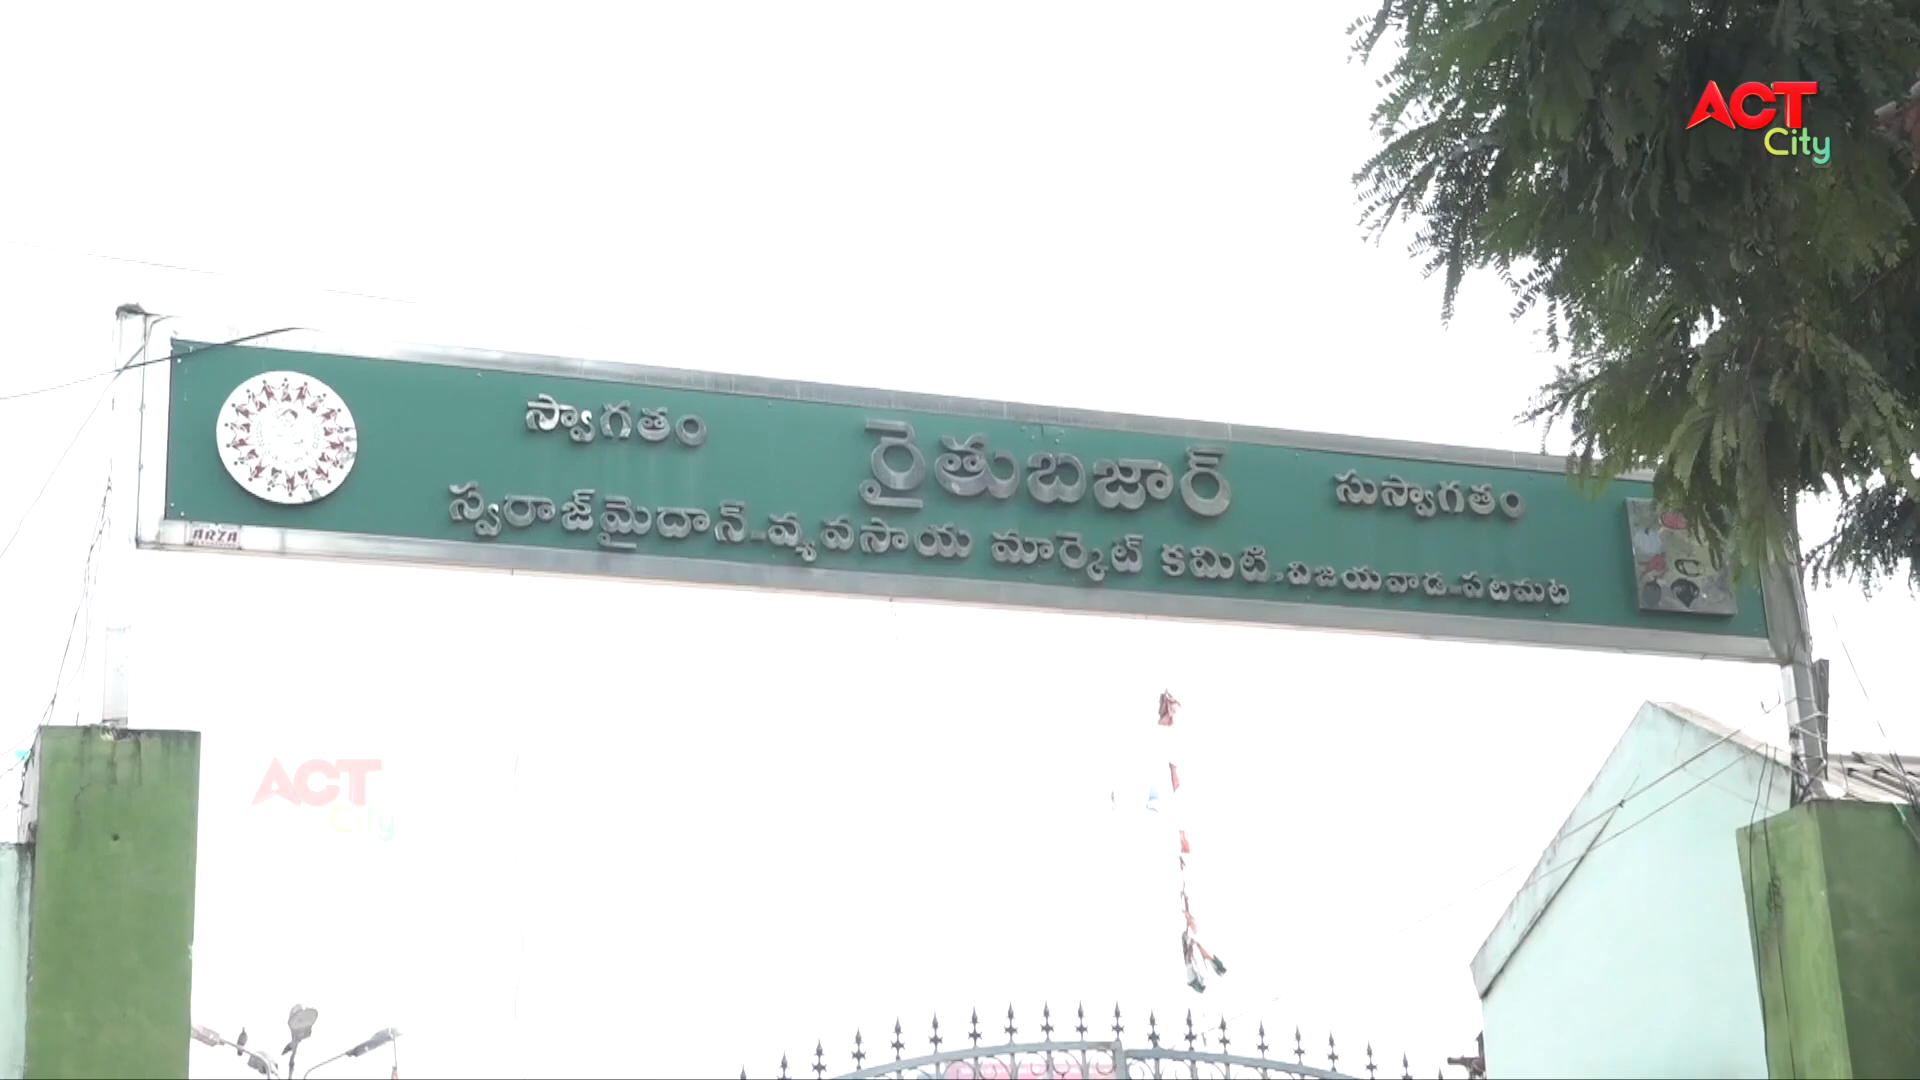 ACT
City
స్వాగతం రైతుబజార్ సుస్వాగతం
స్వరాజ్‌మైదాన్-వ్యవసాయ మార్కెట్ కమిటీ, విజయవాడ-పటమట
ARZA
ACT
City